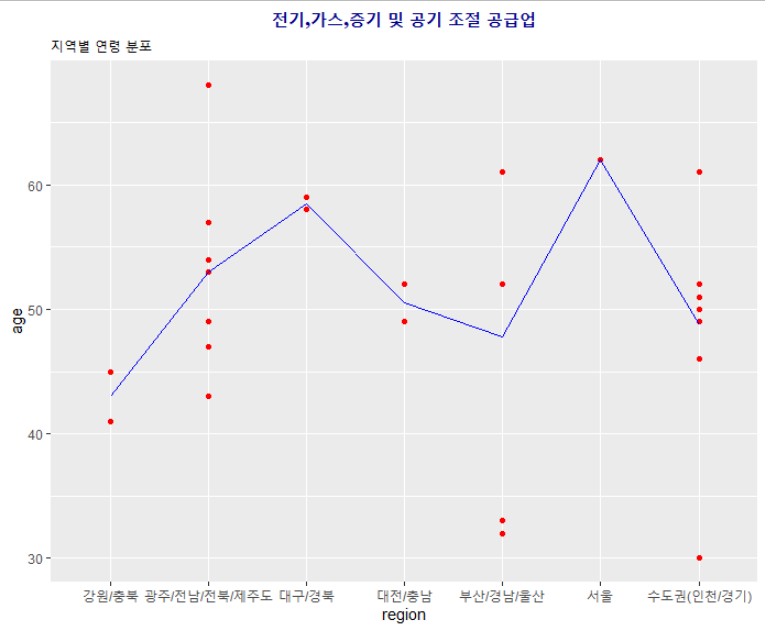 전기,가스,증기 및 공기 조절 공급업
지역별 연령 분포
age
60
50
40
30
강원/충북 광주/전남/전북/제주도 대구/경북 대전/충남 부산/경남/울산 서울 수도권(인천/경기)
region